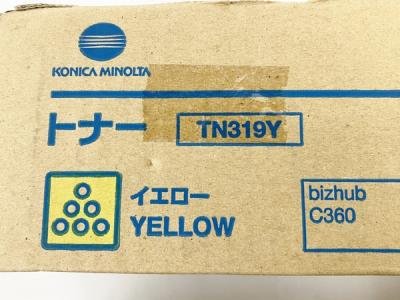 KONICA MINOLTA
トナー TN319Y
イエロー
YELLOW
bizhub
C360